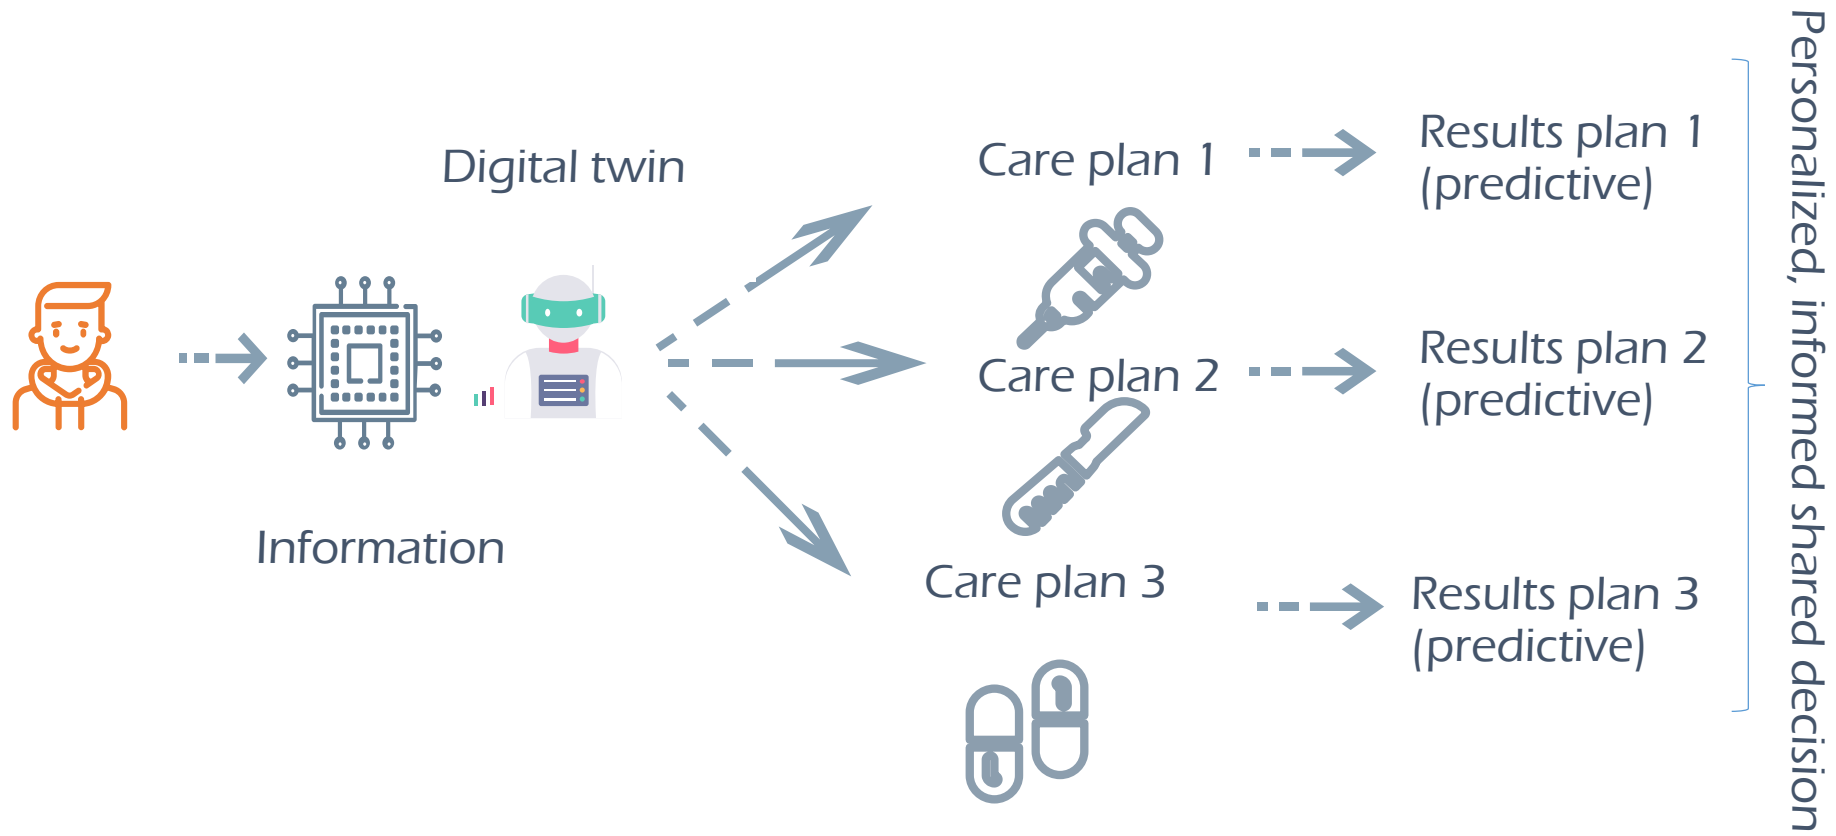 Digital twin
Information
Care plan 1
Results plan 1
(predictive)
Care plan 2
Results plan 2
(predictive)
Care plan 3
Results plan 3
(predictive)
Personalized, informed shared decision